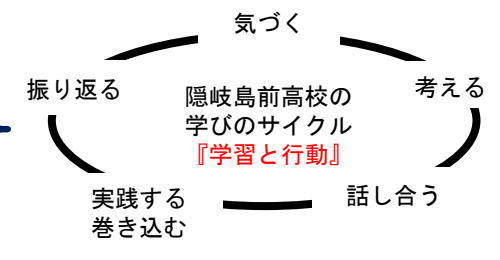 気づく
振り返る
考える
隠岐島前高校の
学びのサイクル
『学習と行動』
実践する
巻き込む
話し合う